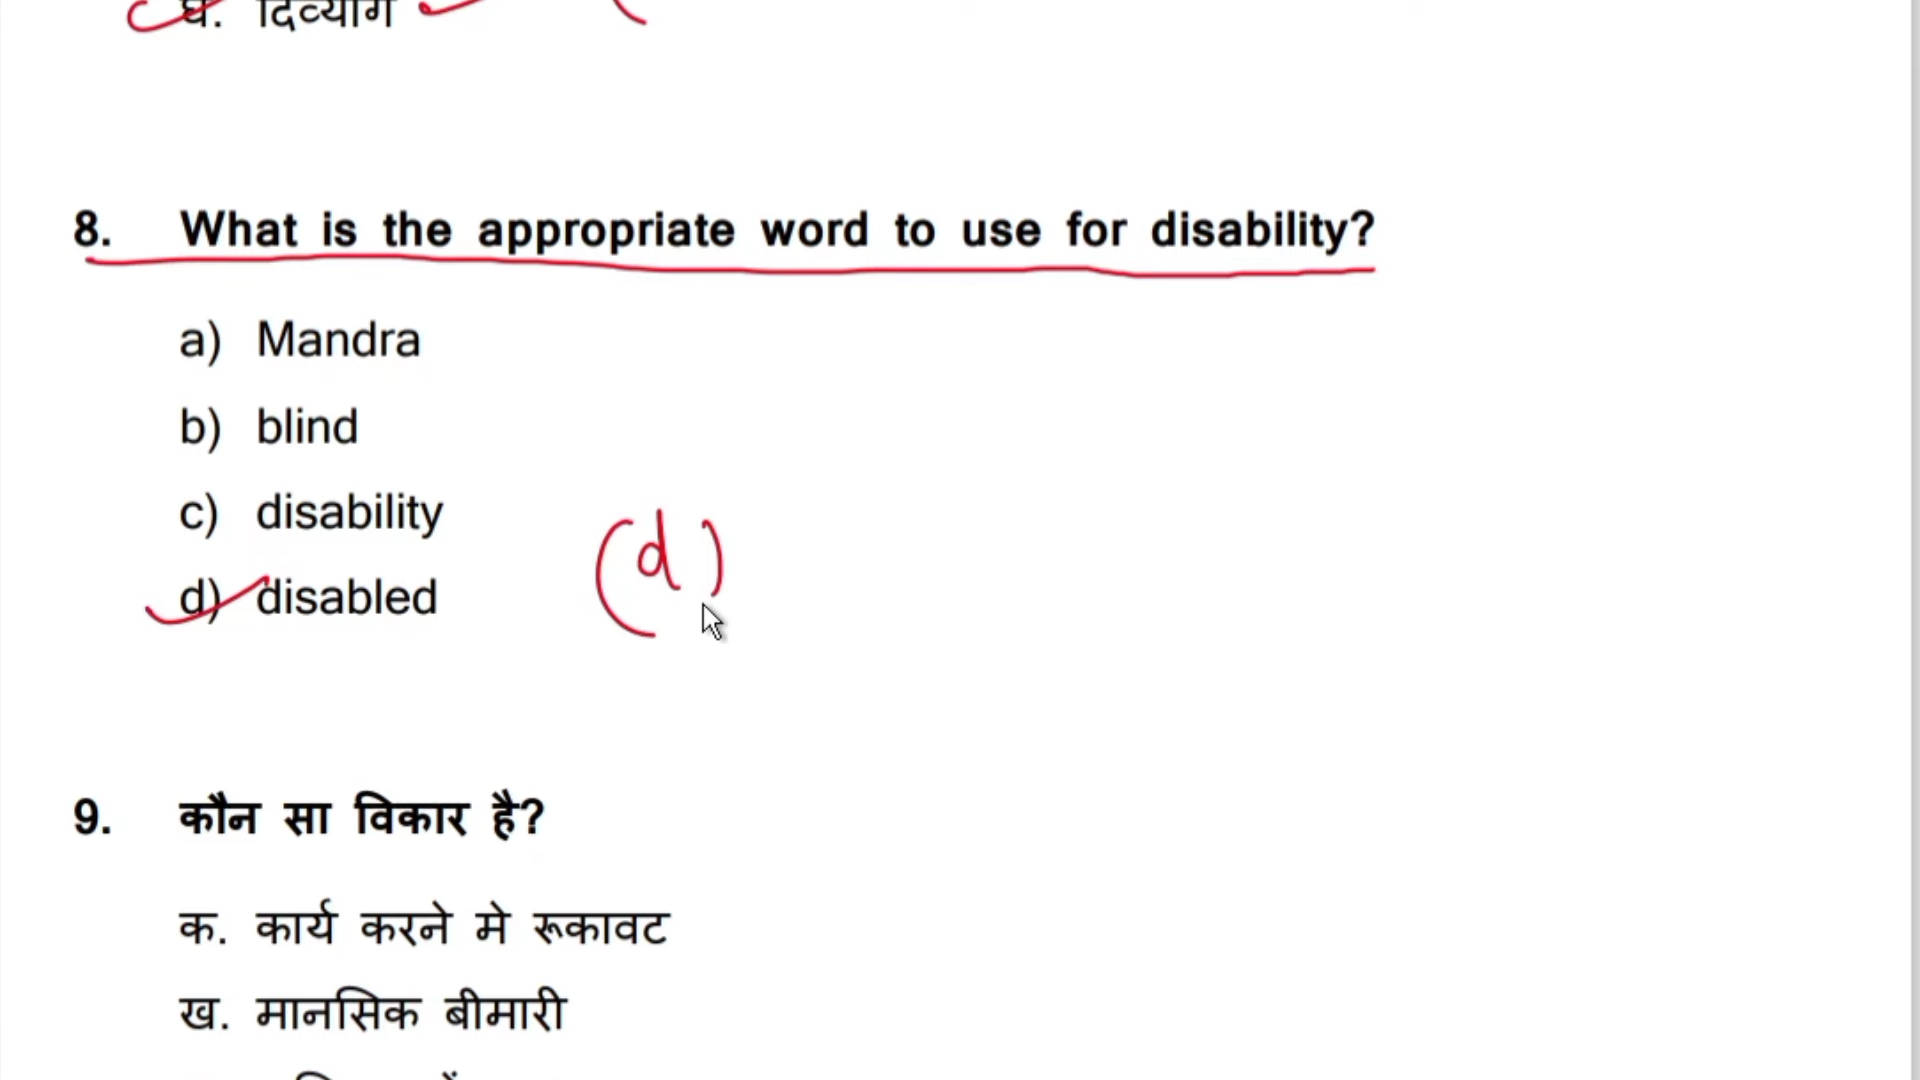 घ. दिव्यांग
8. What is the appropriate word to use for disability?
a) Mandra
b) blind
c) disability
d) disabled
(d)
9. कौन सा विकार है?
क. कार्य करने मे रूकावट
ख. मानसिक बीमारी